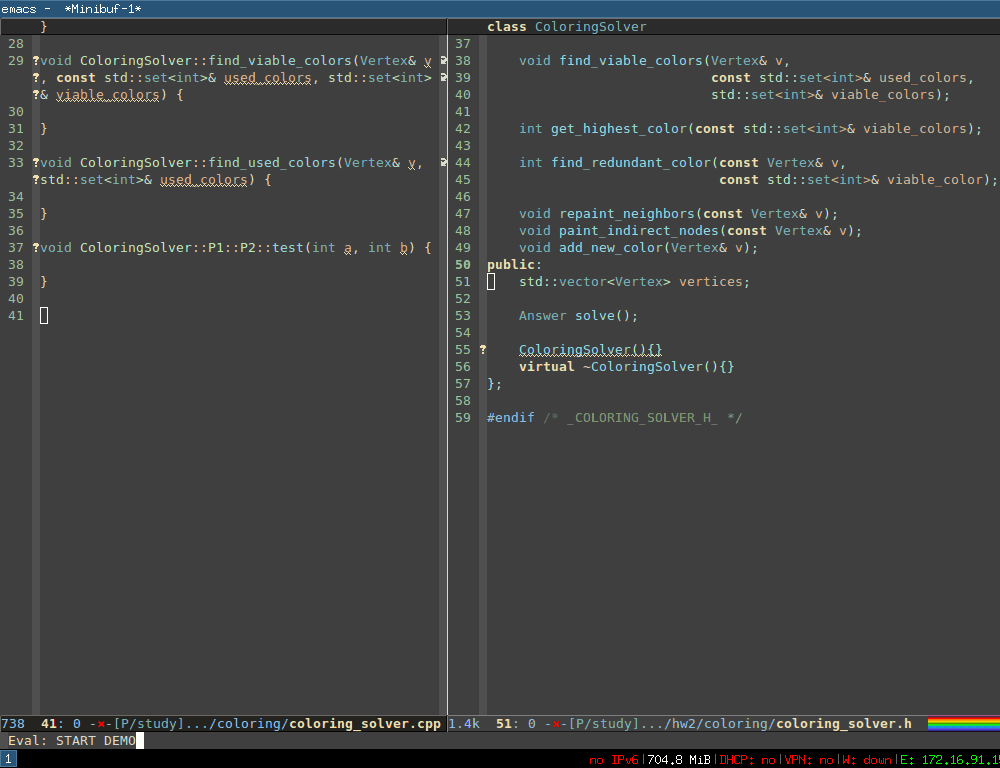 emacs - *Minibuf-1*
}
28
29 ?void ColoringSolver::find_viable_colors(Vertex& v
?, const std::set<int>& used_colors, std::set<int>
?& viable_colors) {
30
31 }
32
33 ?void ColoringSolver::find_used_colors(Vertex& v,
?std::set<int>& used_colors) {
34
35 }
36
37 ?void ColoringSolver::P1::P2::test(int a, int b) {
38
39 }
40
41
738 41: 0 -×-[P/study].../coloring/coloring_solver.cpp
class ColoringSolver
37
38 void find_viable_colors(Vertex& v,
39 const std::set<int>& used_colors,
40 std::set<int>& viable_colors);
41
42 int get_highest_color(const std::set<int>& viable_colors);
43
44 int find_redundant_color(const Vertex& v,
45 const std::set<int>& viable_color);
46
47 void repaint_neighbors(const Vertex& v);
48 void paint_indirect_nodes(const Vertex& v);
49 void add_new_color(Vertex& v);
50 public:
51 std::vector<Vertex> vertices;
52
53 Answer solve();
54
55 ? ColoringSolver(){}
56 virtual ~ColoringSolver(){}
57 };
58
59 #endif /* _COLORING_SOLVER_H_ */
1.4k 51: 0 -×-[P/study].../hw2/coloring/coloring_solver.h
Eval: START DEMO
1
no IPv6|704.8 MiB|DHCP: no|VPN: no|W: down|E: 172.16.91.1